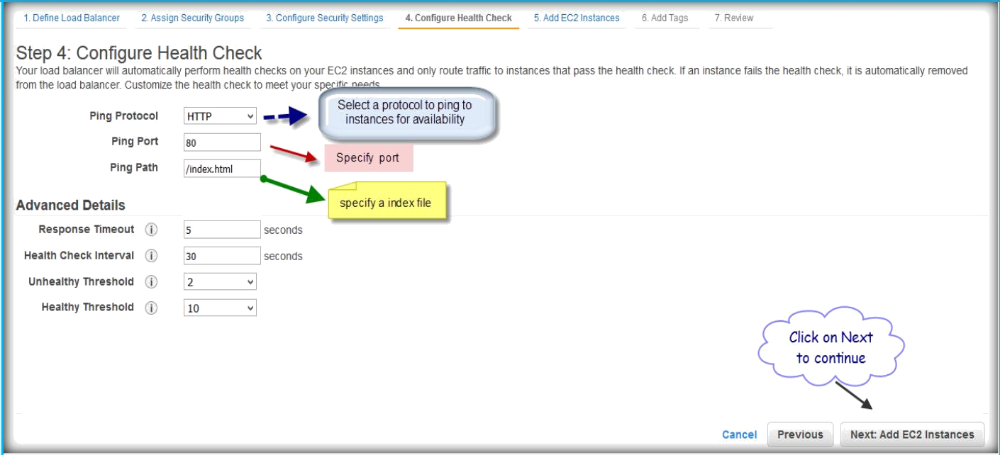 1. Define Load Balancer 2. Assign Security Groups 3. Configure Security Settings 4. Configure Health Check 5. Add EC2 Instances 6. Add Tags 7. Review
Step 4: Configure Health Check
Your load balancer will automatically perform health checks on your EC2 instances and only route traffic to instances that pass the health check. If an instance fails the health check, it is automatically removed
from the load balancer. Customize the health check to meet your specific needs.
Ping Protocol HTTP
Select a protocol to ping to
instances for availability
Ping Port 80
Specify port
Ping Path /index.html
specify a index file
Advanced Details
Response Timeout i 5 seconds
Health Check Interval i 30 seconds
Unhealthy Threshold i 2
Healthy Threshold i 10
Click on Next
to continue
Cancel Previous Next: Add EC2 Instances